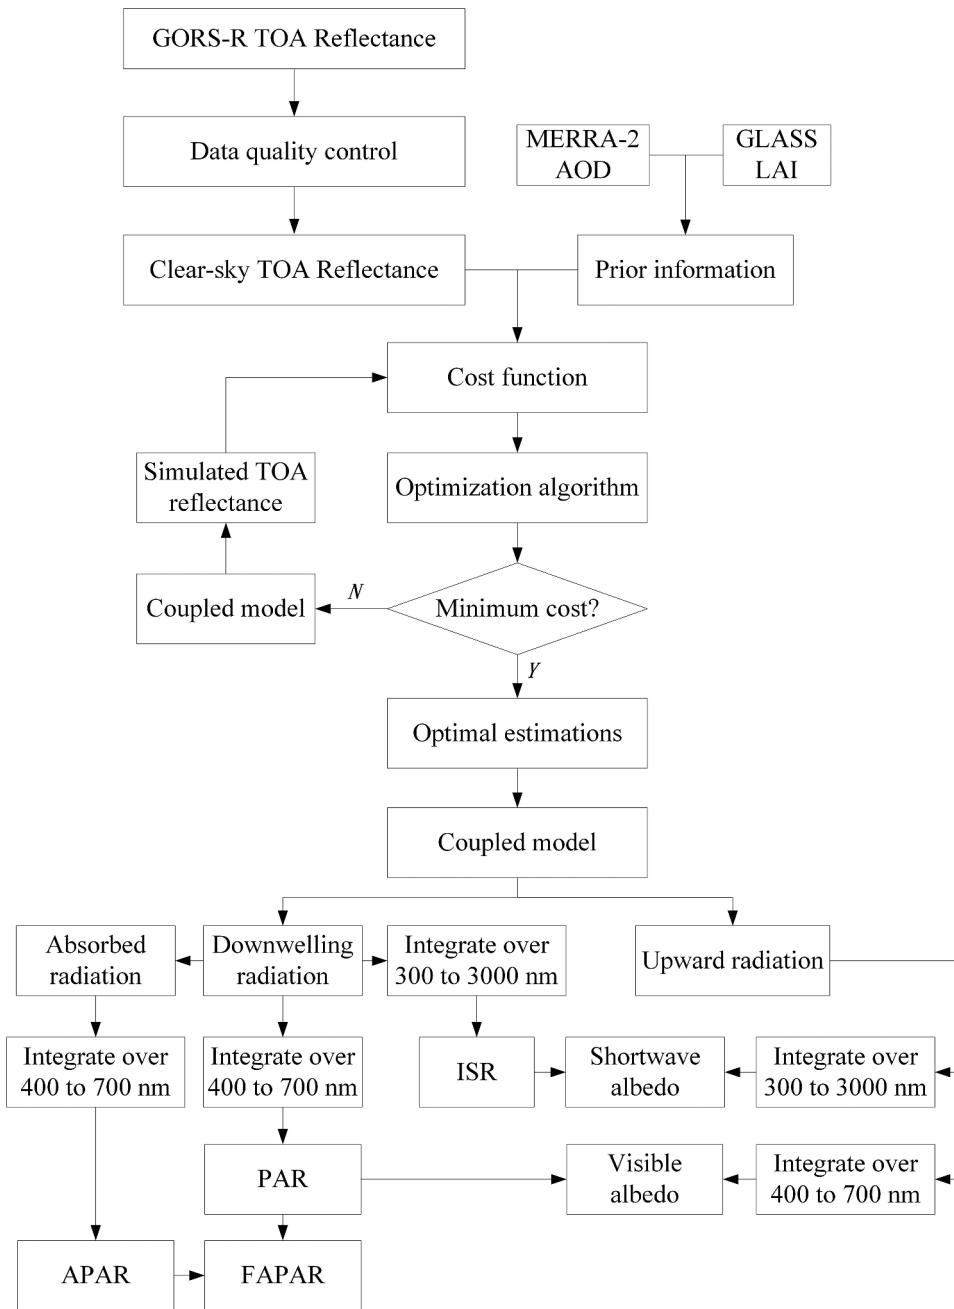 GORS-R TOA Reflectance
Data quality control
MERRA-2
AOD
GLASS
LAI
Clear-sky TOA Reflectance
Prior information
Cost function
Simulated TOA
reflectance
Optimization algorithm
Coupled model
N
Minimum cost?
Y
Optimal estimations
Coupled model
Absorbed
radiation
Downwelling
radiation
Integrate over
300 to 3000 nm
Upward radiation
Integrate over
400 to 700 nm
Integrate over
400 to 700 nm
ISR
Shortwave
albedo
Integrate over
300 to 3000 nm
PAR
Visible
albedo
Integrate over
400 to 700 nm
APAR
FAPAR